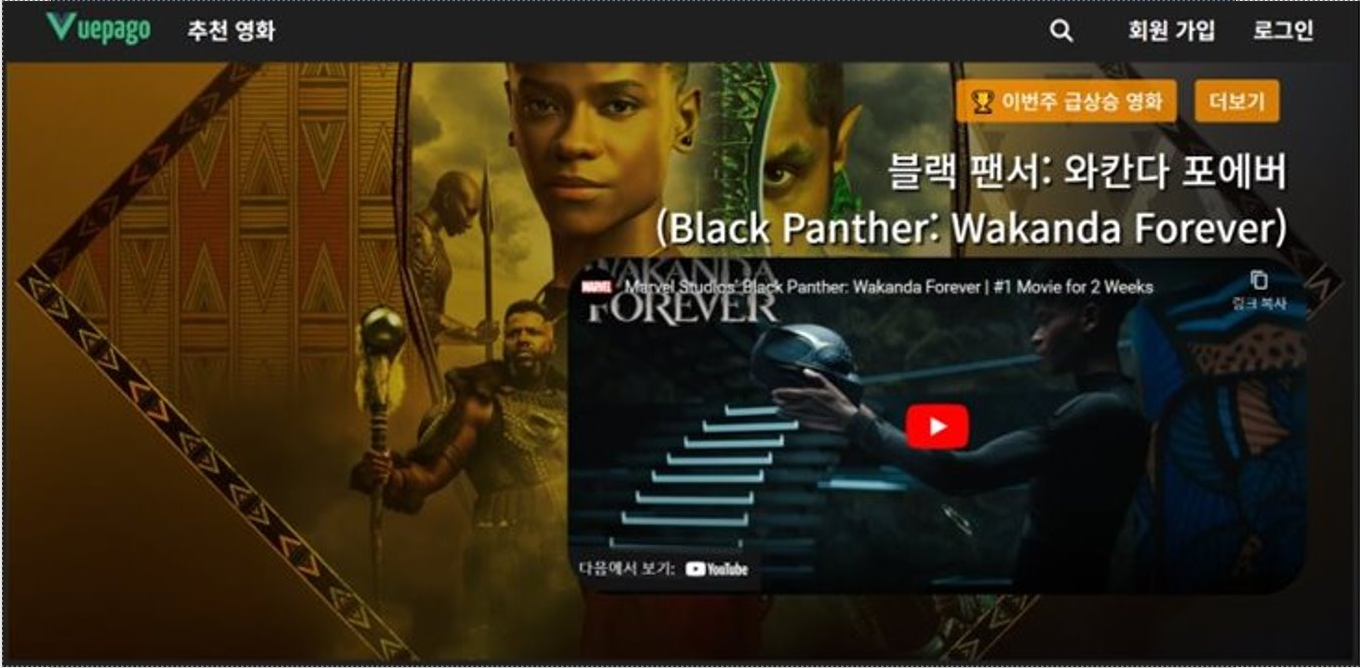 Vuepago 추천 영화 회원 가입 로그인
이번주 급상승 영화 더보기
블랙 팬서: 와칸다 포에버
(Black Panther: Wakanda Forever)
WAKANDA
FOREVER
MARVEL Marvel Studios' Black Panther: Wakanda Forever | #1 Movie for 2 Weeks
링크 복사
다음에서 보기: YouTube